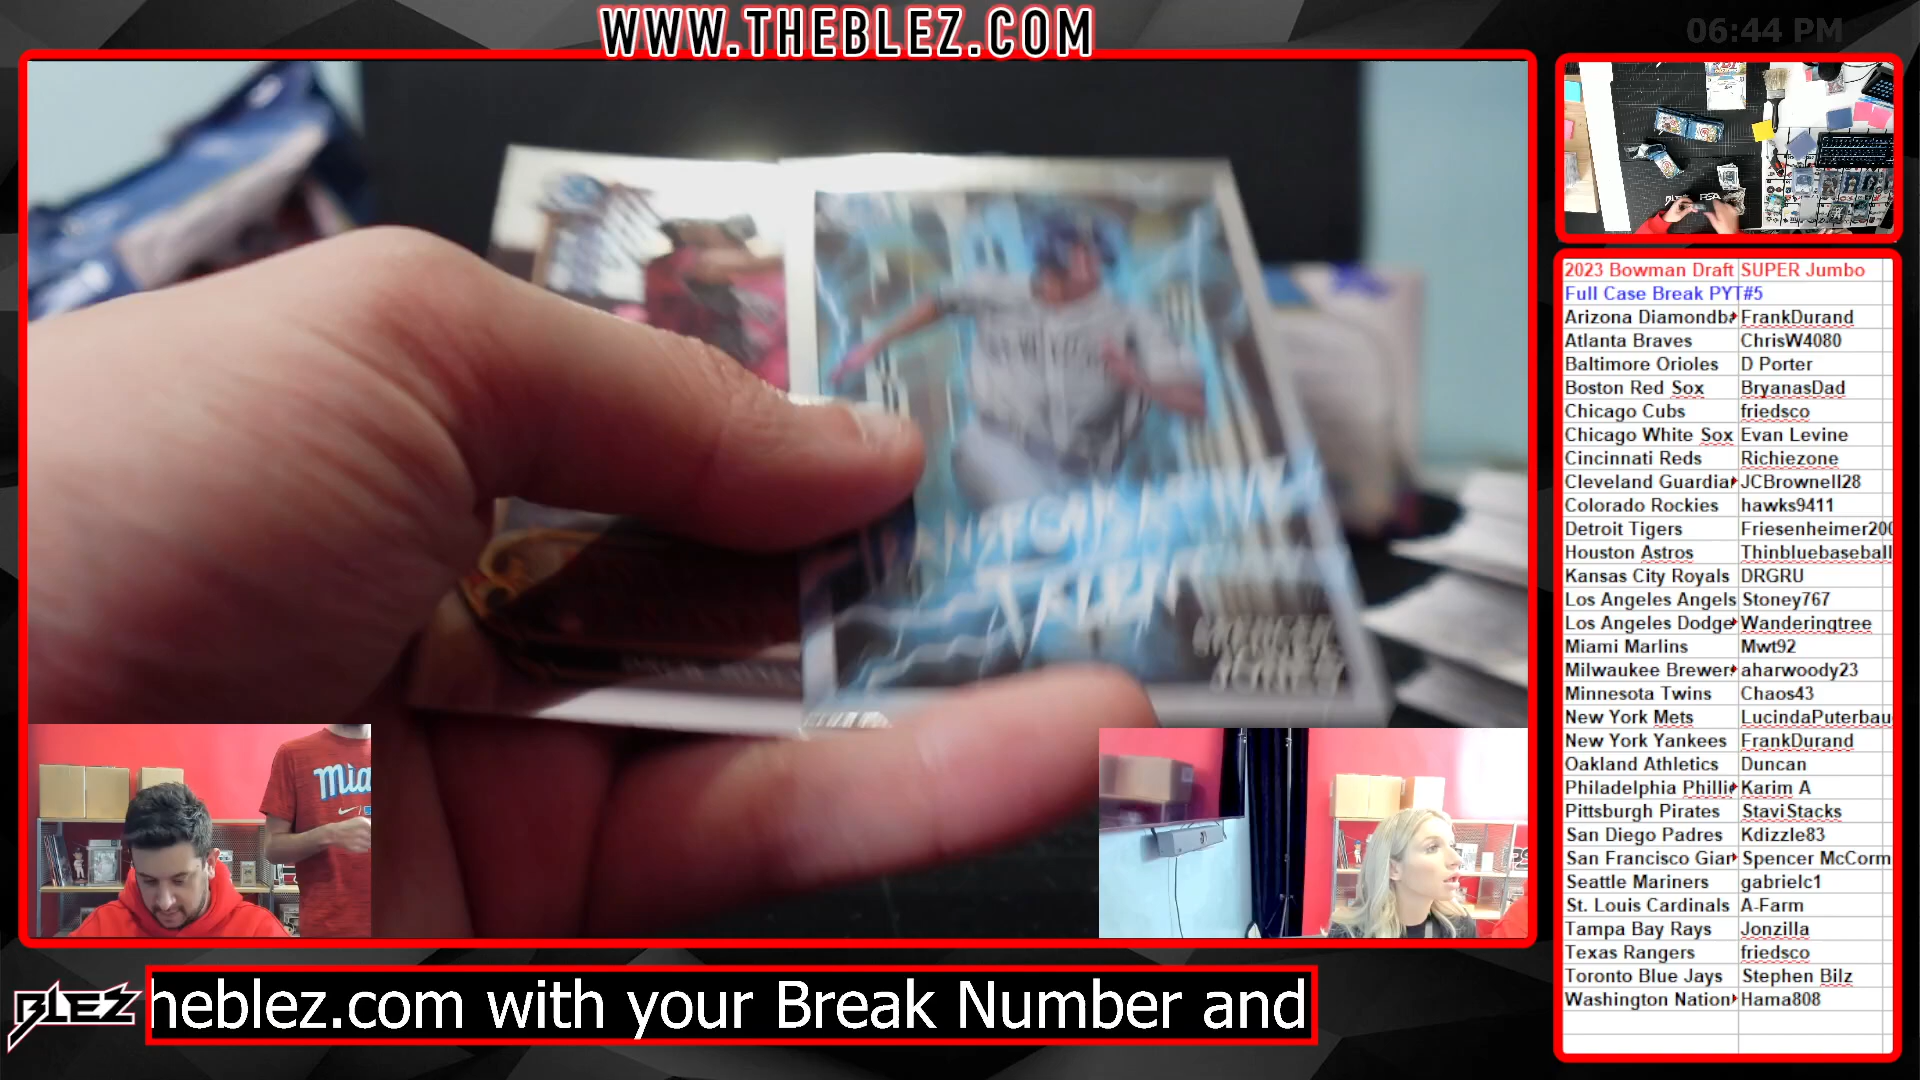 WWW.THEBLEZ.COM
06:44 PM
2023 Bowman Draft SUPER Jumbo
Full Case Break PYT#5
Arizona Diamondba FrankDurand
Atlanta Braves ChrisW4080
Baltimore Orioles D Porter
Boston Red Sox BryanasDad
Chicago Cubs friedsco
Chicago White Sox Evan Levine
Cincinnati Reds Richiezone
Cleveland Guardia JCBrownell28
Colorado Rockies hawks9411
Detroit Tigers Friesenheimer200
Houston Astros Thinbluebaseball
Kansas City Royals DRGRU
Los Angeles Angels Stoney767
Los Angeles Dodge Wanderingtree
Miami Marlins Mwt92
Milwaukee Brewer aharwoody23
Minnesota Twins Chaos43
New York Mets LucindaPuterbau
New York Yankees FrankDurand
Oakland Athletics Duncan
Philadelphia Phillie Karim A
Pittsburgh Pirates StaviStacks
San Diego Padres Kdizzle83
San Francisco Gian Spencer McCorm
Seattle Mariners gabrielc1
St. Louis Cardinals A-Farm
Tampa Bay Rays Jonzilla
Texas Rangers friedsco
Toronto Blue Jays Stephen Bilz
Washington Nation Hama808
SPENCER
JONES
Mia
BLEZ
heblez.com with your Break Number and